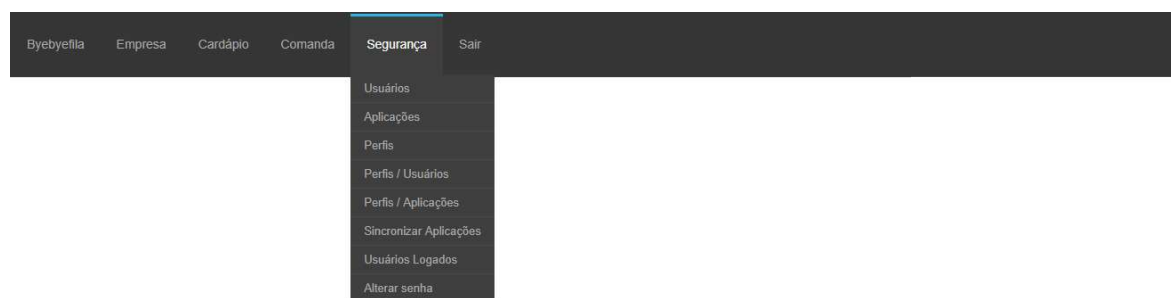 Byebyefila Empresa Cardápio Comanda Segurança Sair
Usuários
Aplicações
Perfis
Perfis / Usuários
Perfis / Aplicações
Sincronizar Aplicações
Usuários Logados
Alterar senha